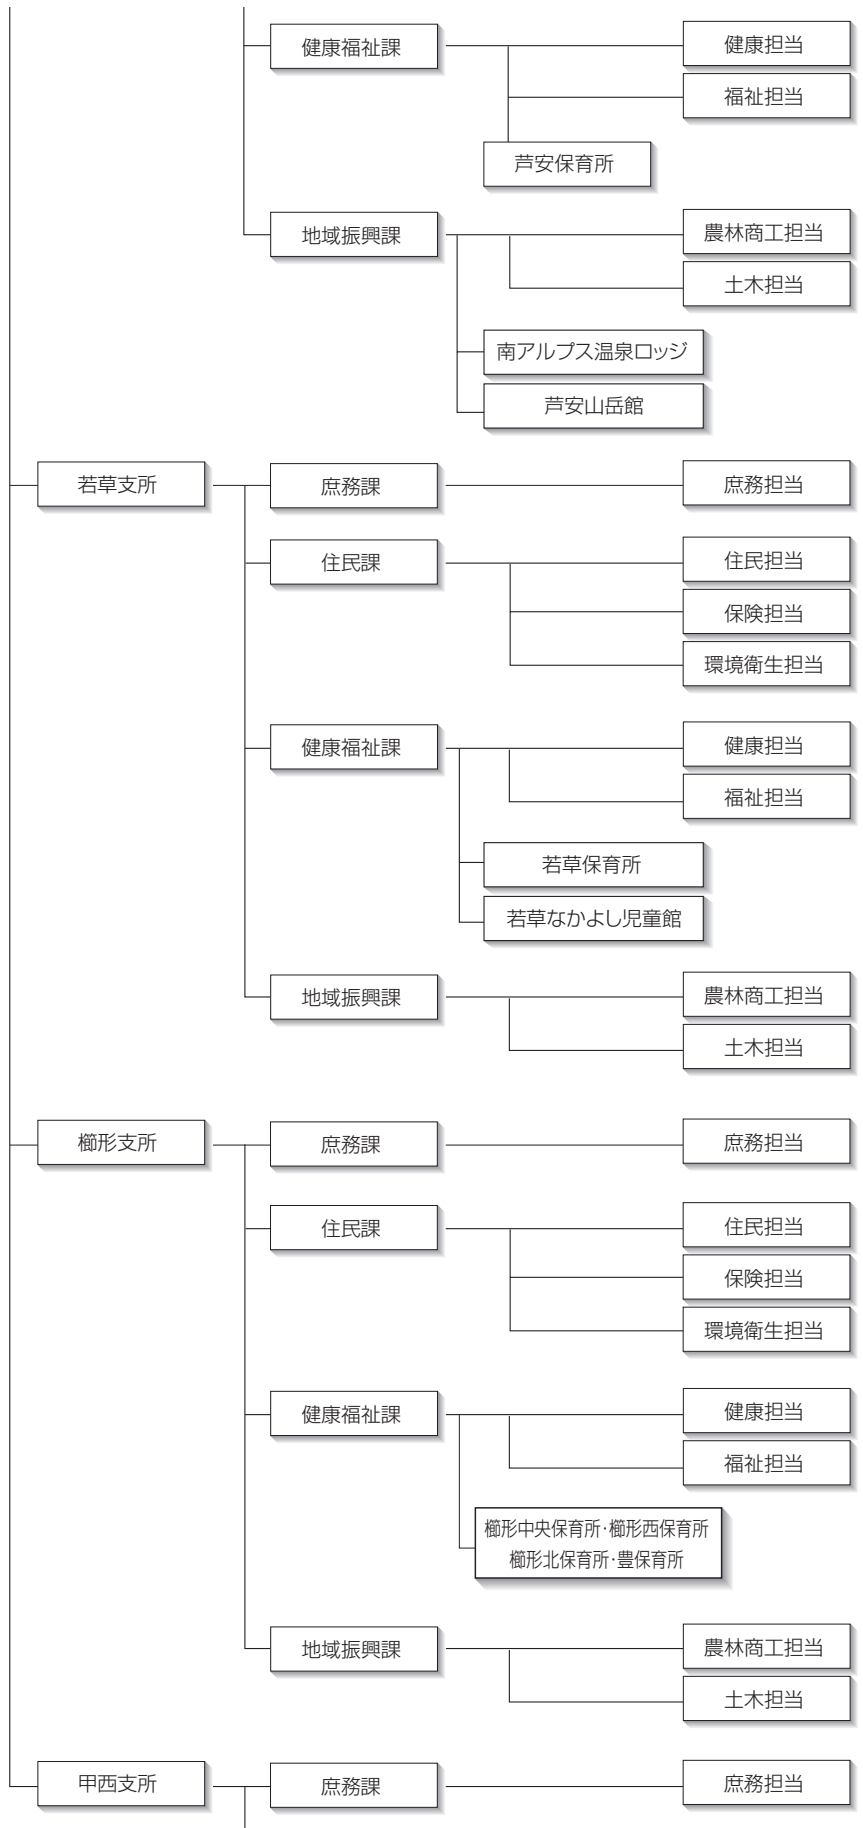 健康福祉課
健康担当
福祉担当
芦安保育所
地域振興課
農林商工担当
土木担当
南アルプス温泉ロッジ
芦安山岳館
若草支所
庶務課
庶務担当
住民課
住民担当
保険担当
環境衛生担当
健康福祉課
健康担当
福祉担当
若草保育所
若草なかよし児童館
地域振興課
農林商工担当
土木担当
櫛形支所
庶務課
庶務担当
住民課
住民担当
保険担当
環境衛生担当
健康福祉課
健康担当
福祉担当
櫛形中央保育所・櫛形西保育所
櫛形北保育所・豊保育所
地域振興課
農林商工担当
土木担当
甲西支所
庶務課
庶務担当